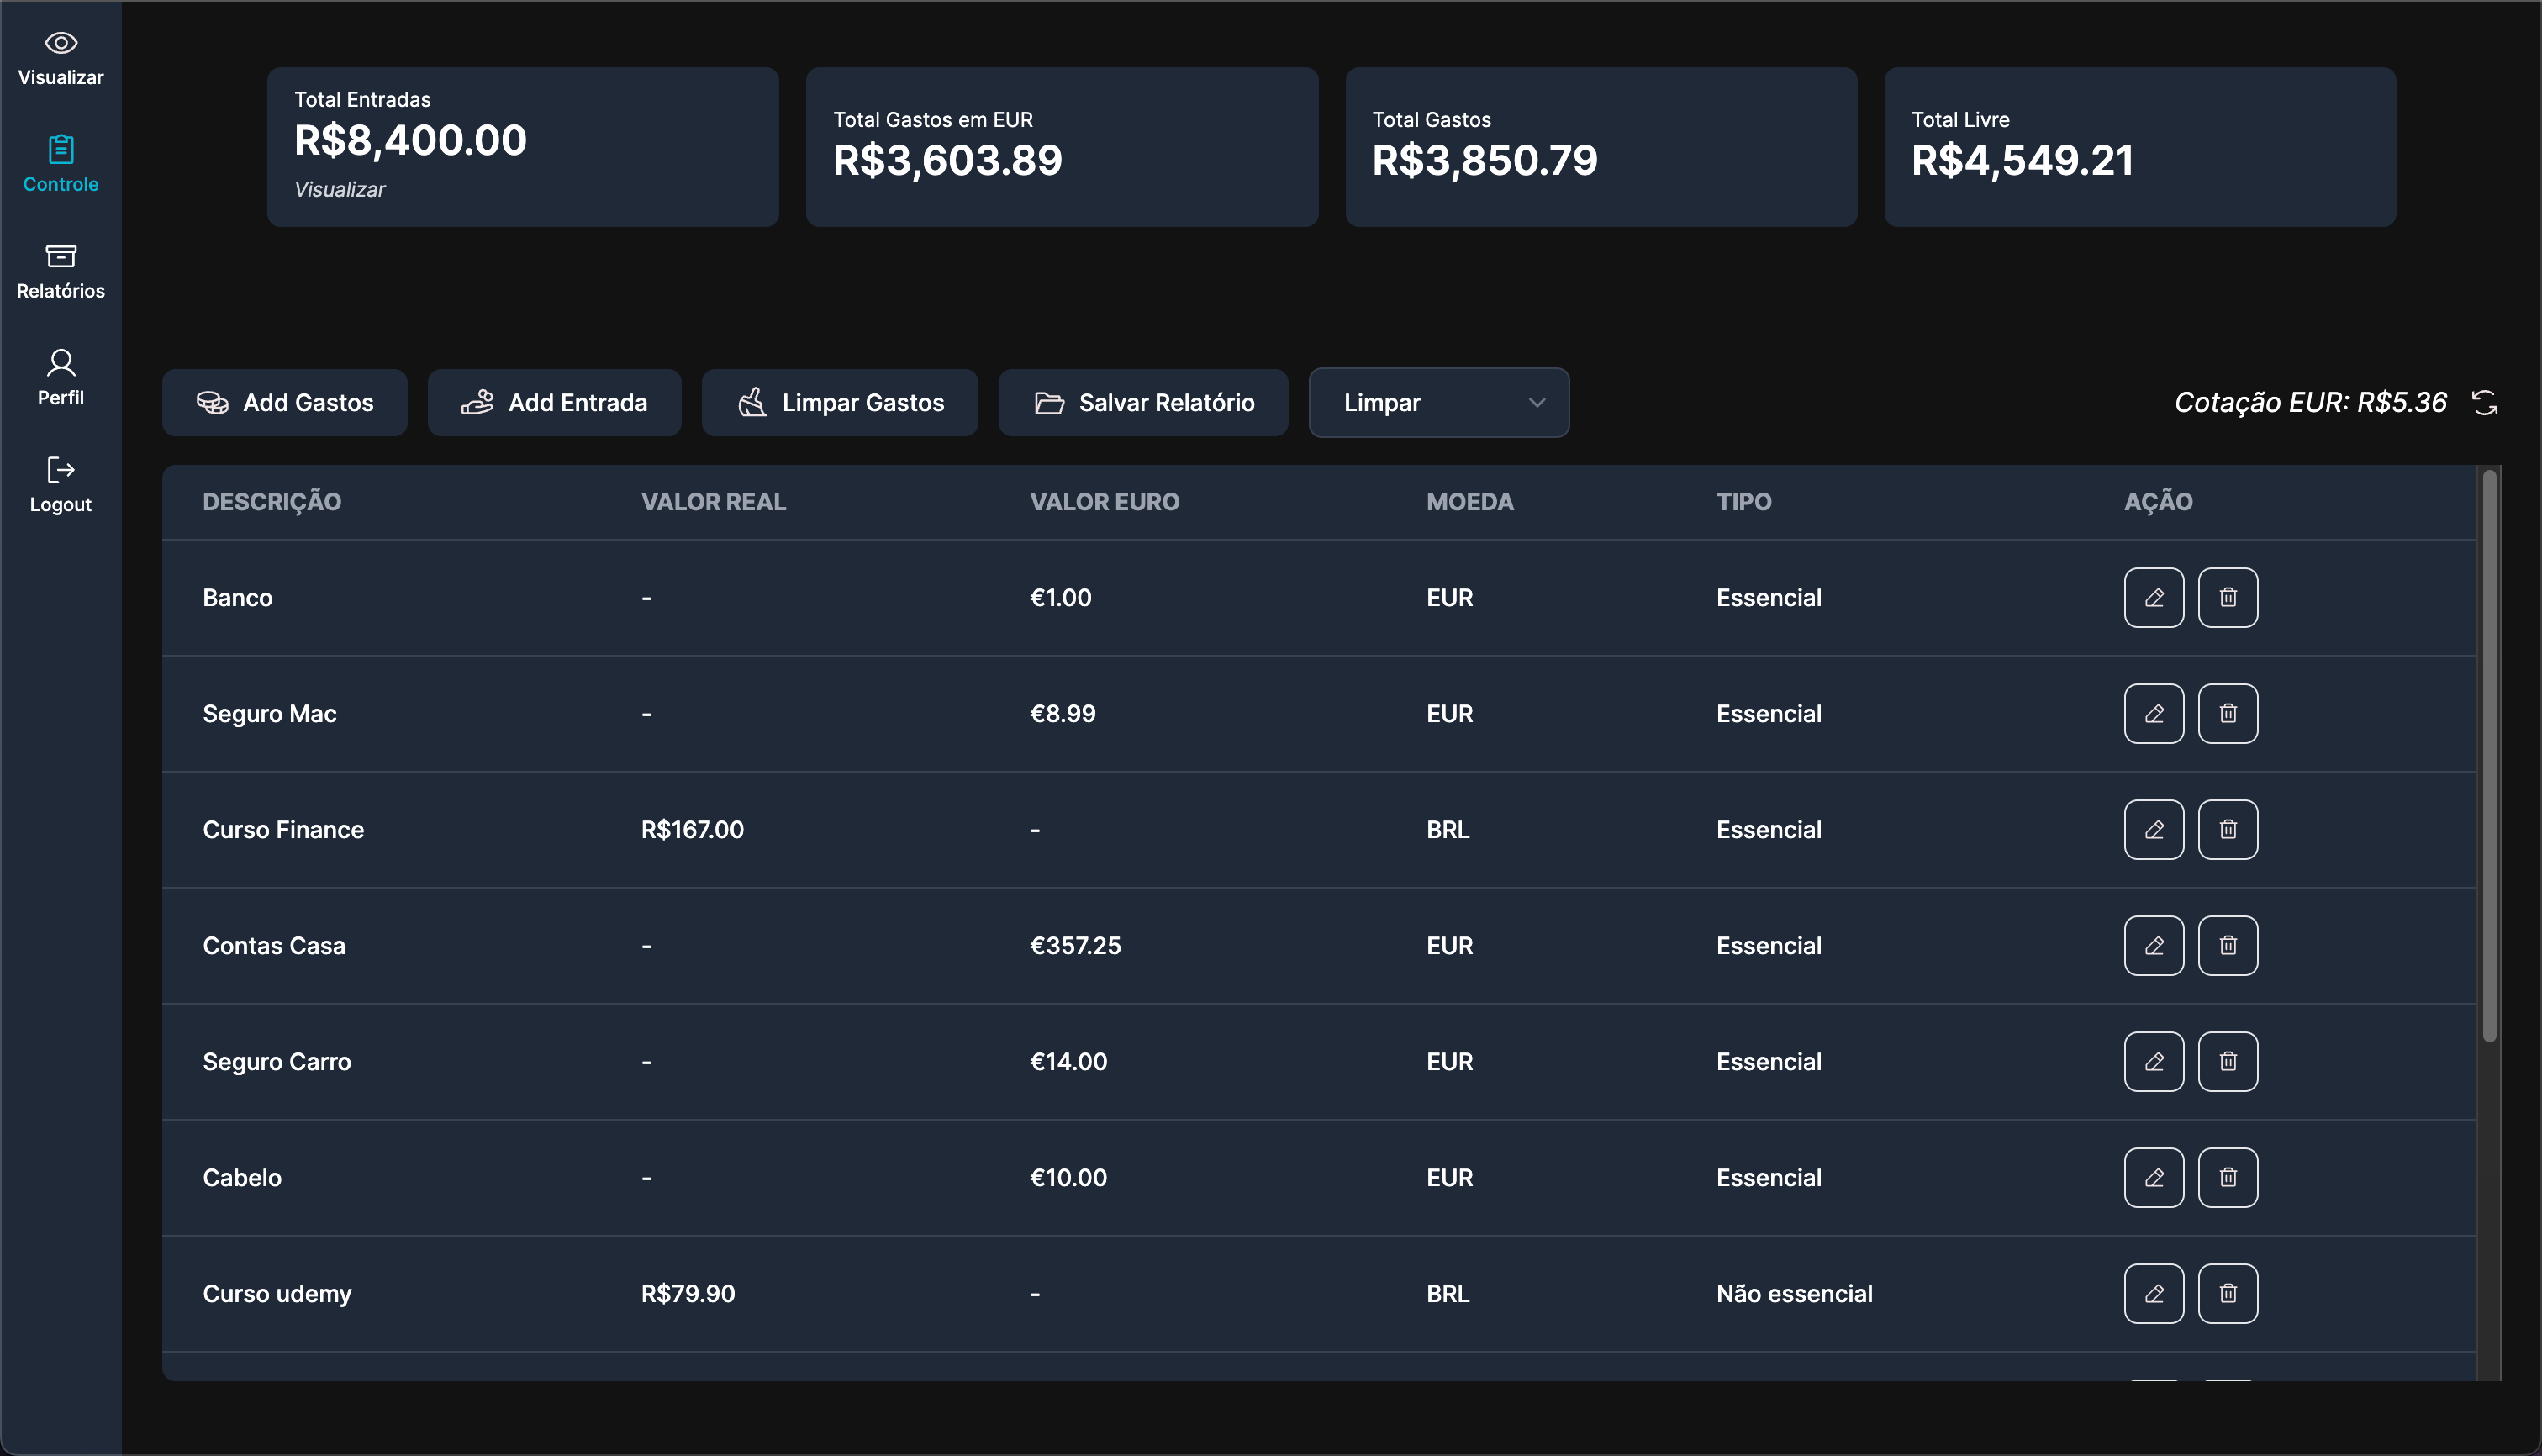 Visualizar
Controle
Relatórios
Perfil
Logout
Total Entradas
R$8,400.00
Visualizar
Total Gastos em EUR
R$3,603.89
Total Gastos
R$3,850.79
Total Livre
R$4,549.21
Add Gastos
Add Entrada
Limpar Gastos
Salvar Relatório
Limpar
Cotação EUR: R$5.36
DESCRIÇÃO VALOR REAL VALOR EURO MOEDA TIPO AÇÃO
Banco - €1.00 EUR Essencial
Seguro Mac - €8.99 EUR Essencial
Curso Finance R$167.00 - BRL Essencial
Contas Casa - €357.25 EUR Essencial
Seguro Carro - €14.00 EUR Essencial
Cabelo - €10.00 EUR Essencial
Curso udemy R$79.90 - BRL Não essencial